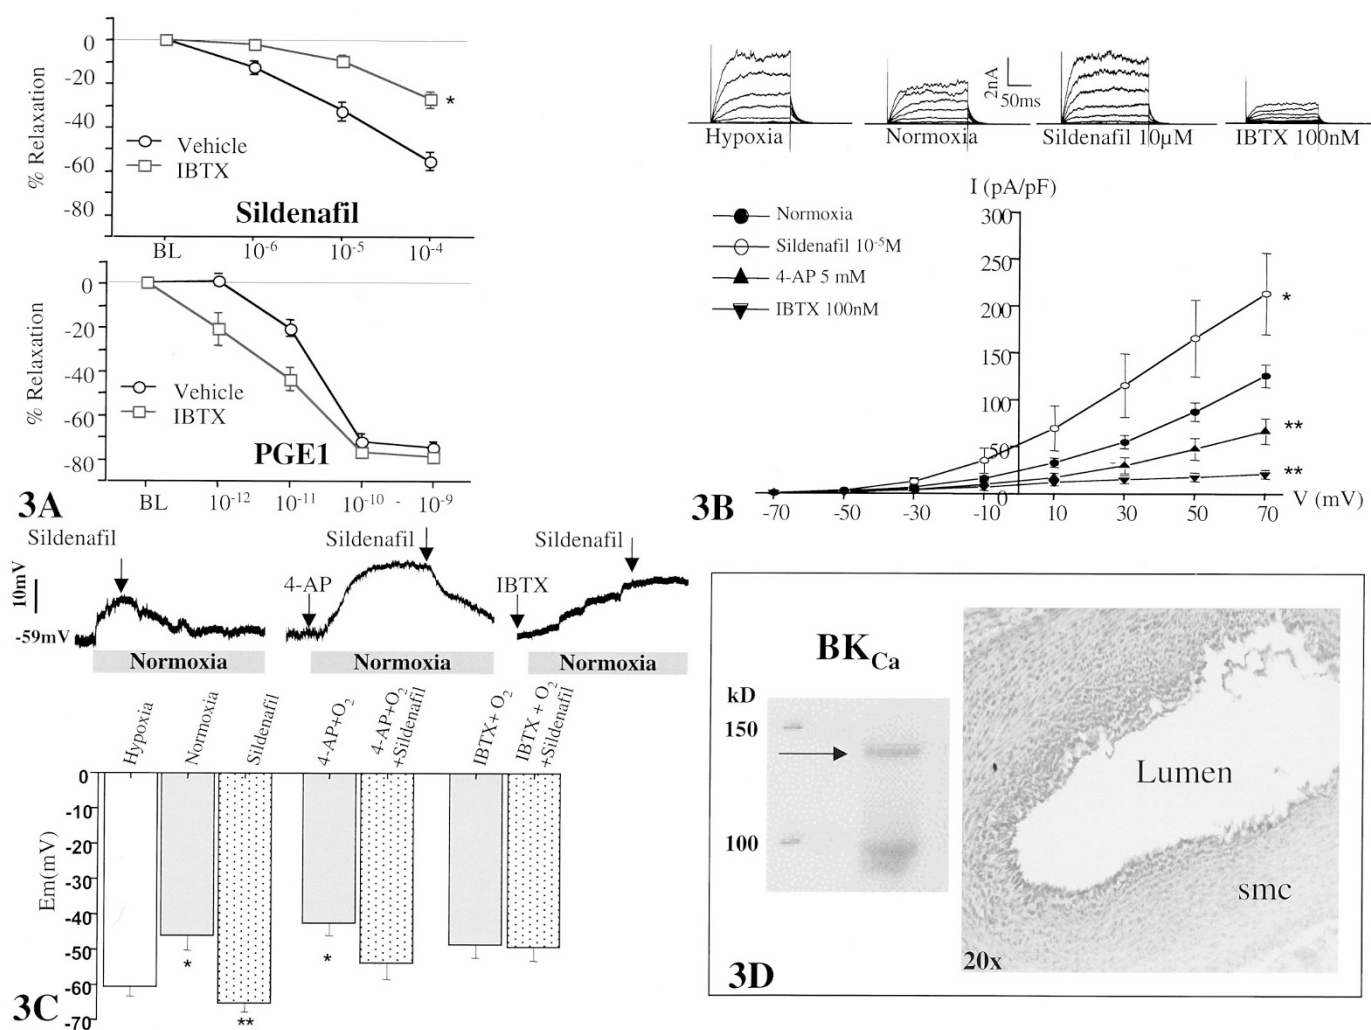 0
-20
-40
-60
-80
% Relaxation
Vehicle
IBTX
*
Sildenafil
BL
10-6
10-5
10-4
0
-20
-40
-60
-80
% Relaxation
Vehicle
IBTX
PGE1
3A
BL
10-12
10-11
10-10
-
10-9
Hypoxia
Normoxia
2nA
50ms
Sildenafil 10µM
IBTX 100nM
I (pA/pF)
300
250
200
150
100
50
0
Normoxia
Sildenafil 10-5M
4-AP 5 mM
IBTX 100nM
*
**
**
V (mV)
3B
-70
-50
-30
-10
10
30
50
70
10mV
-59mV
Sildenafil
Normoxia
4-AP
Sildenafil
Normoxia
IBTX
Sildenafil
Normoxia
Hypoxia
Normoxia
Sildenafil
4-AP+O2
4-AP+O2
+Sildenafil
IBTX+ O2
IBTX + O2
+Sildenafil
0
-10
-20
-30
-40
-50
-60
-70
Em(mV)
*
**
*
3C
BKCa
kD
150
100
Lumen
smc
20x
3D